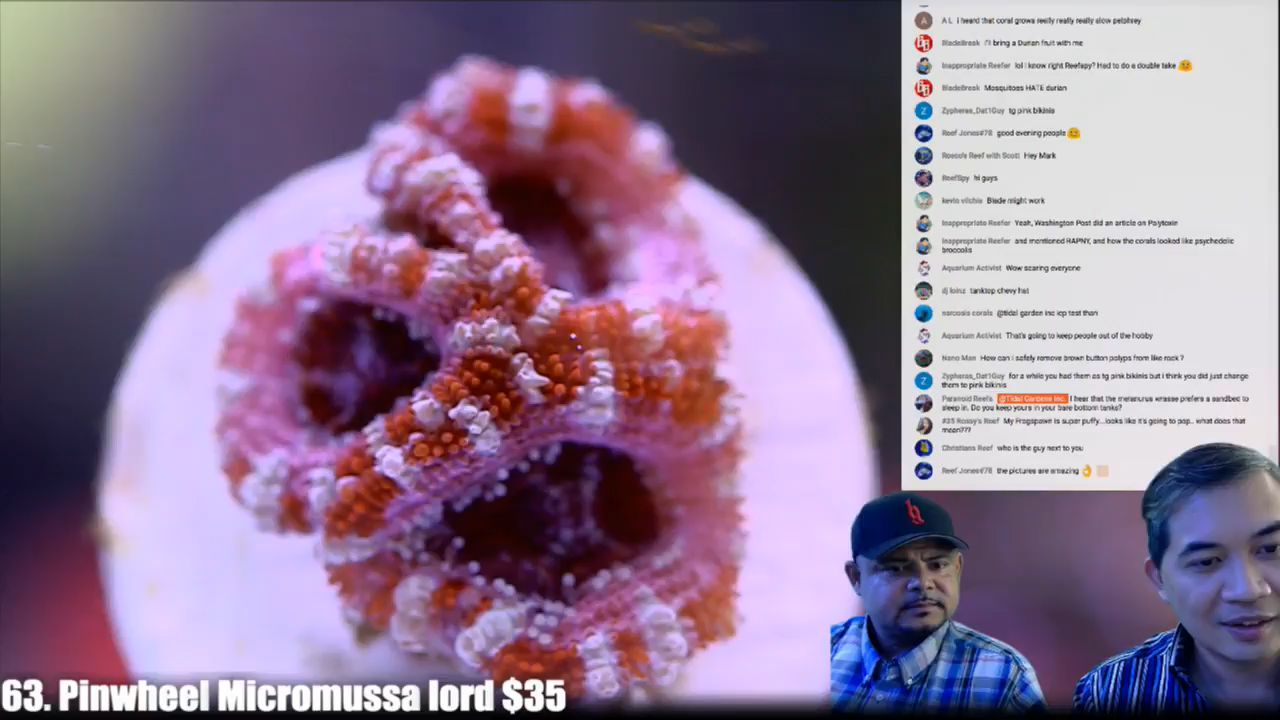 A L i heard that coral grows really really really slow pelphrey
BladeBreak I'll bring a Durian fruit with me
Inappropriate Reefer lol I know right Reefspy? Had to do a double take
BladeBreak Mosquitoes HATE durian
Zypheras_Dat1Guy tg pink bikinis
Reef Jones#78 good evening people
Rosco's Reef with Scott Hey Mark
ReefSpy hi guys
kevin vilchis Blade might work
Inappropriate Reefer Yeah, Washington Post did an article on Palytoxin
Inappropriate Reefer and mentioned RAPNY, and how the corals looked like psychedelic
broccolis
Aquarium Activist Wow scaring everyone
dj loinz tanktop chevy hat
narcosis corals @tidal garden inc icp test than
Aquarium Activist That's going to keep people out of the hobby
Nano Man How can i safely remove brown button polyps from like rock ?
Zypheras_Dat1Guy for a while you had them as tg pink bikinis but i think you did just change
them to pink bikinis
Paranoid Reefs @Tidal Gardens Inc. I hear that the melanurus wrasse prefers a sandbed to
sleep in. Do you keep yours in your bare bottom tanks?
#35 Rossy's Reef My Frogspawn is super puffy...looks like it's going to pop.. what does that
mean???
Christians Reef who is the guy next to you
Reef Jones#78 the pictures are amazing
63. Pinwheel Micromussa lord $35